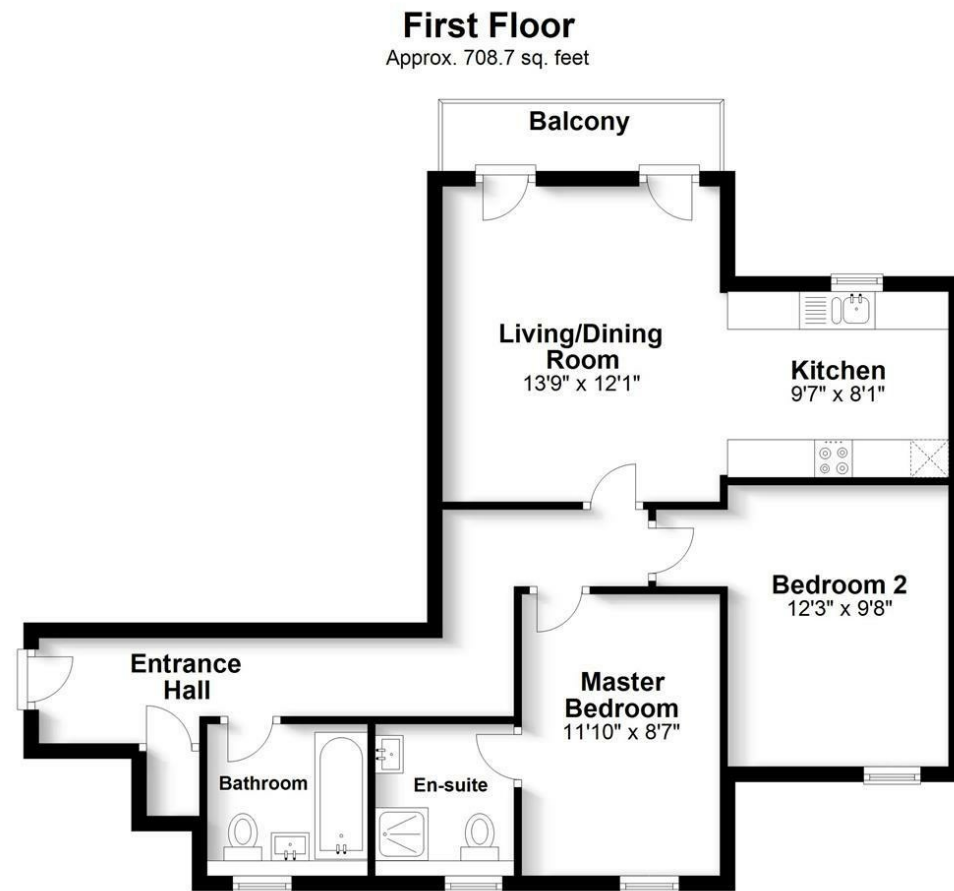 First Floor
Approx. 708.7 sq. feet
Balcony
Living/Dining
Room
13'9" x 12'1"
Kitchen
9'7" x 8'1"
Bedroom 2
12'3" x 9'8"
Entrance
Hall
Master
Bedroom
11'10" x 8'7"
Bathroom
En-suite